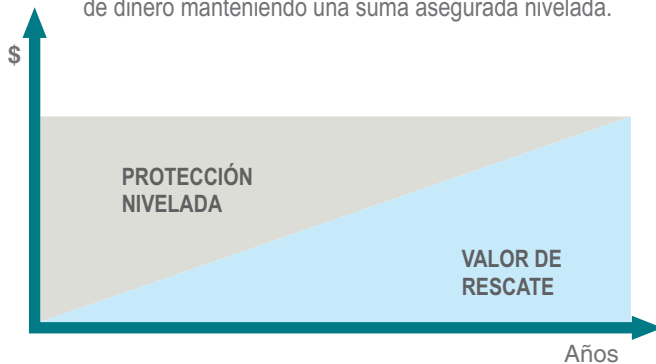 de dinero manteniendo una suma asegurada nivelada.
$
PROTECCIÓN
NIVELADA
VALOR DE
RESCATE
Años